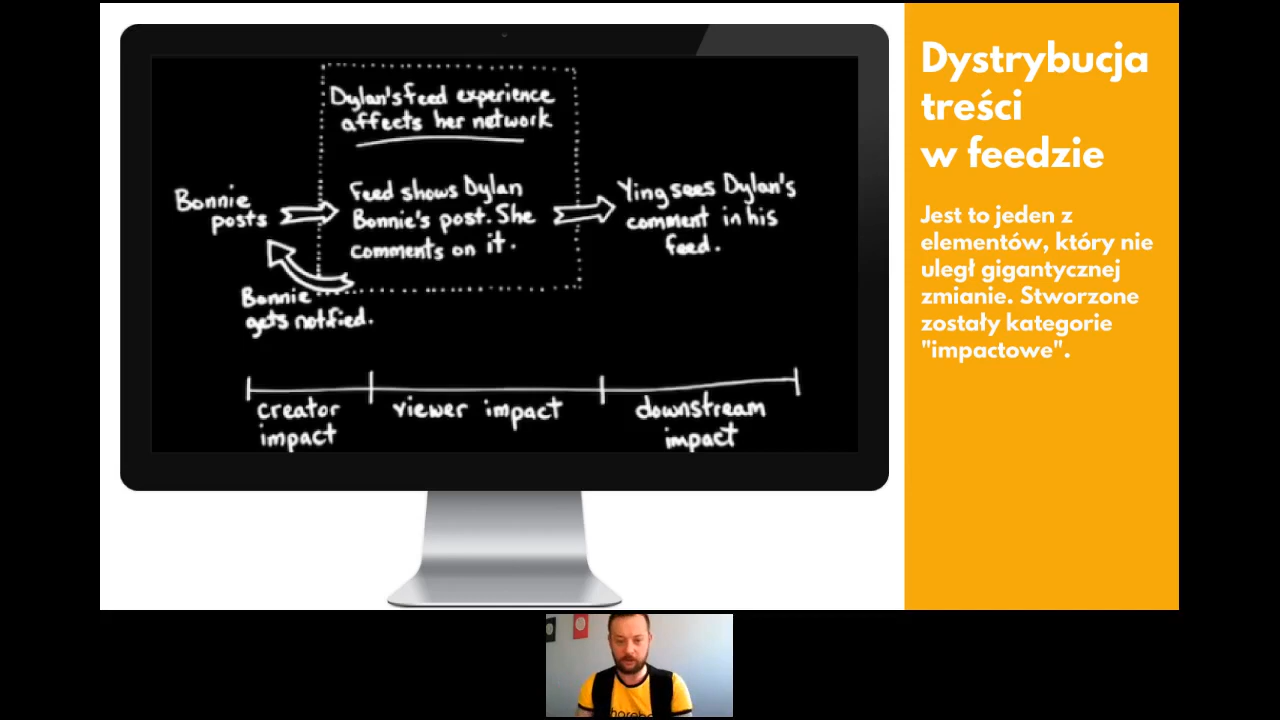 Dylan's feed experience
affects her network
Bonnie
posts
Feed shows Dylan
Bonnie's post. She
comments on it.
Ying sees Dylan's
comment in his
feed.
Bonnie
gets notified.
creator
impact
viewer impact
downstream
impact
Dystrybucja
treści
w feedzie
Jest to jeden z
elementów, który nie
uległ gigantycznej
zmianie. Stworzone
zostały kategorie
"impactowe".